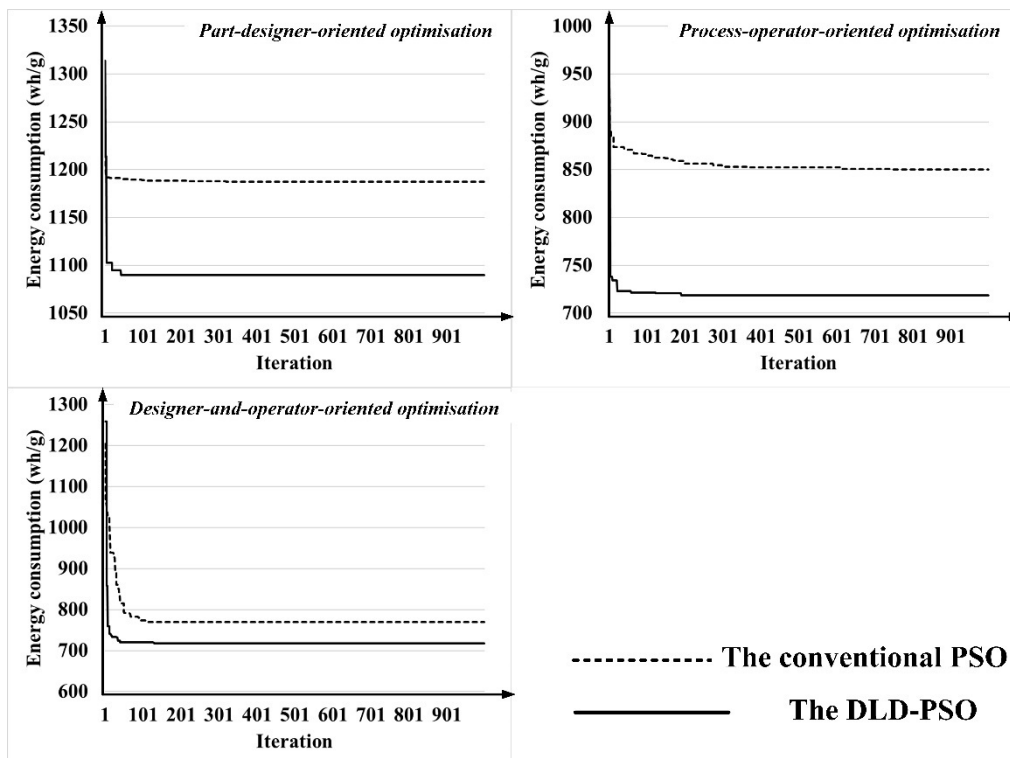 Part-designer-oriented optimisation
Energy consumption (wh/g)
1350
1300
1250
1200
1150
1100
1050
1 101 201 301 401 501 601 701 801 901
Iteration
Process-operator-oriented optimisation
Energy consumption (wh/g)
1000
950
900
850
800
750
700
1 101 201 301 401 501 601 701 801 901
Iteration
Designer-and-operator-oriented optimisation
Energy consumption (wh/g)
1300
1200
1100
1000
900
800
700
600
1 101 201 301 401 501 601 701 801 901
Iteration
The conventional PSO
The DLD-PSO